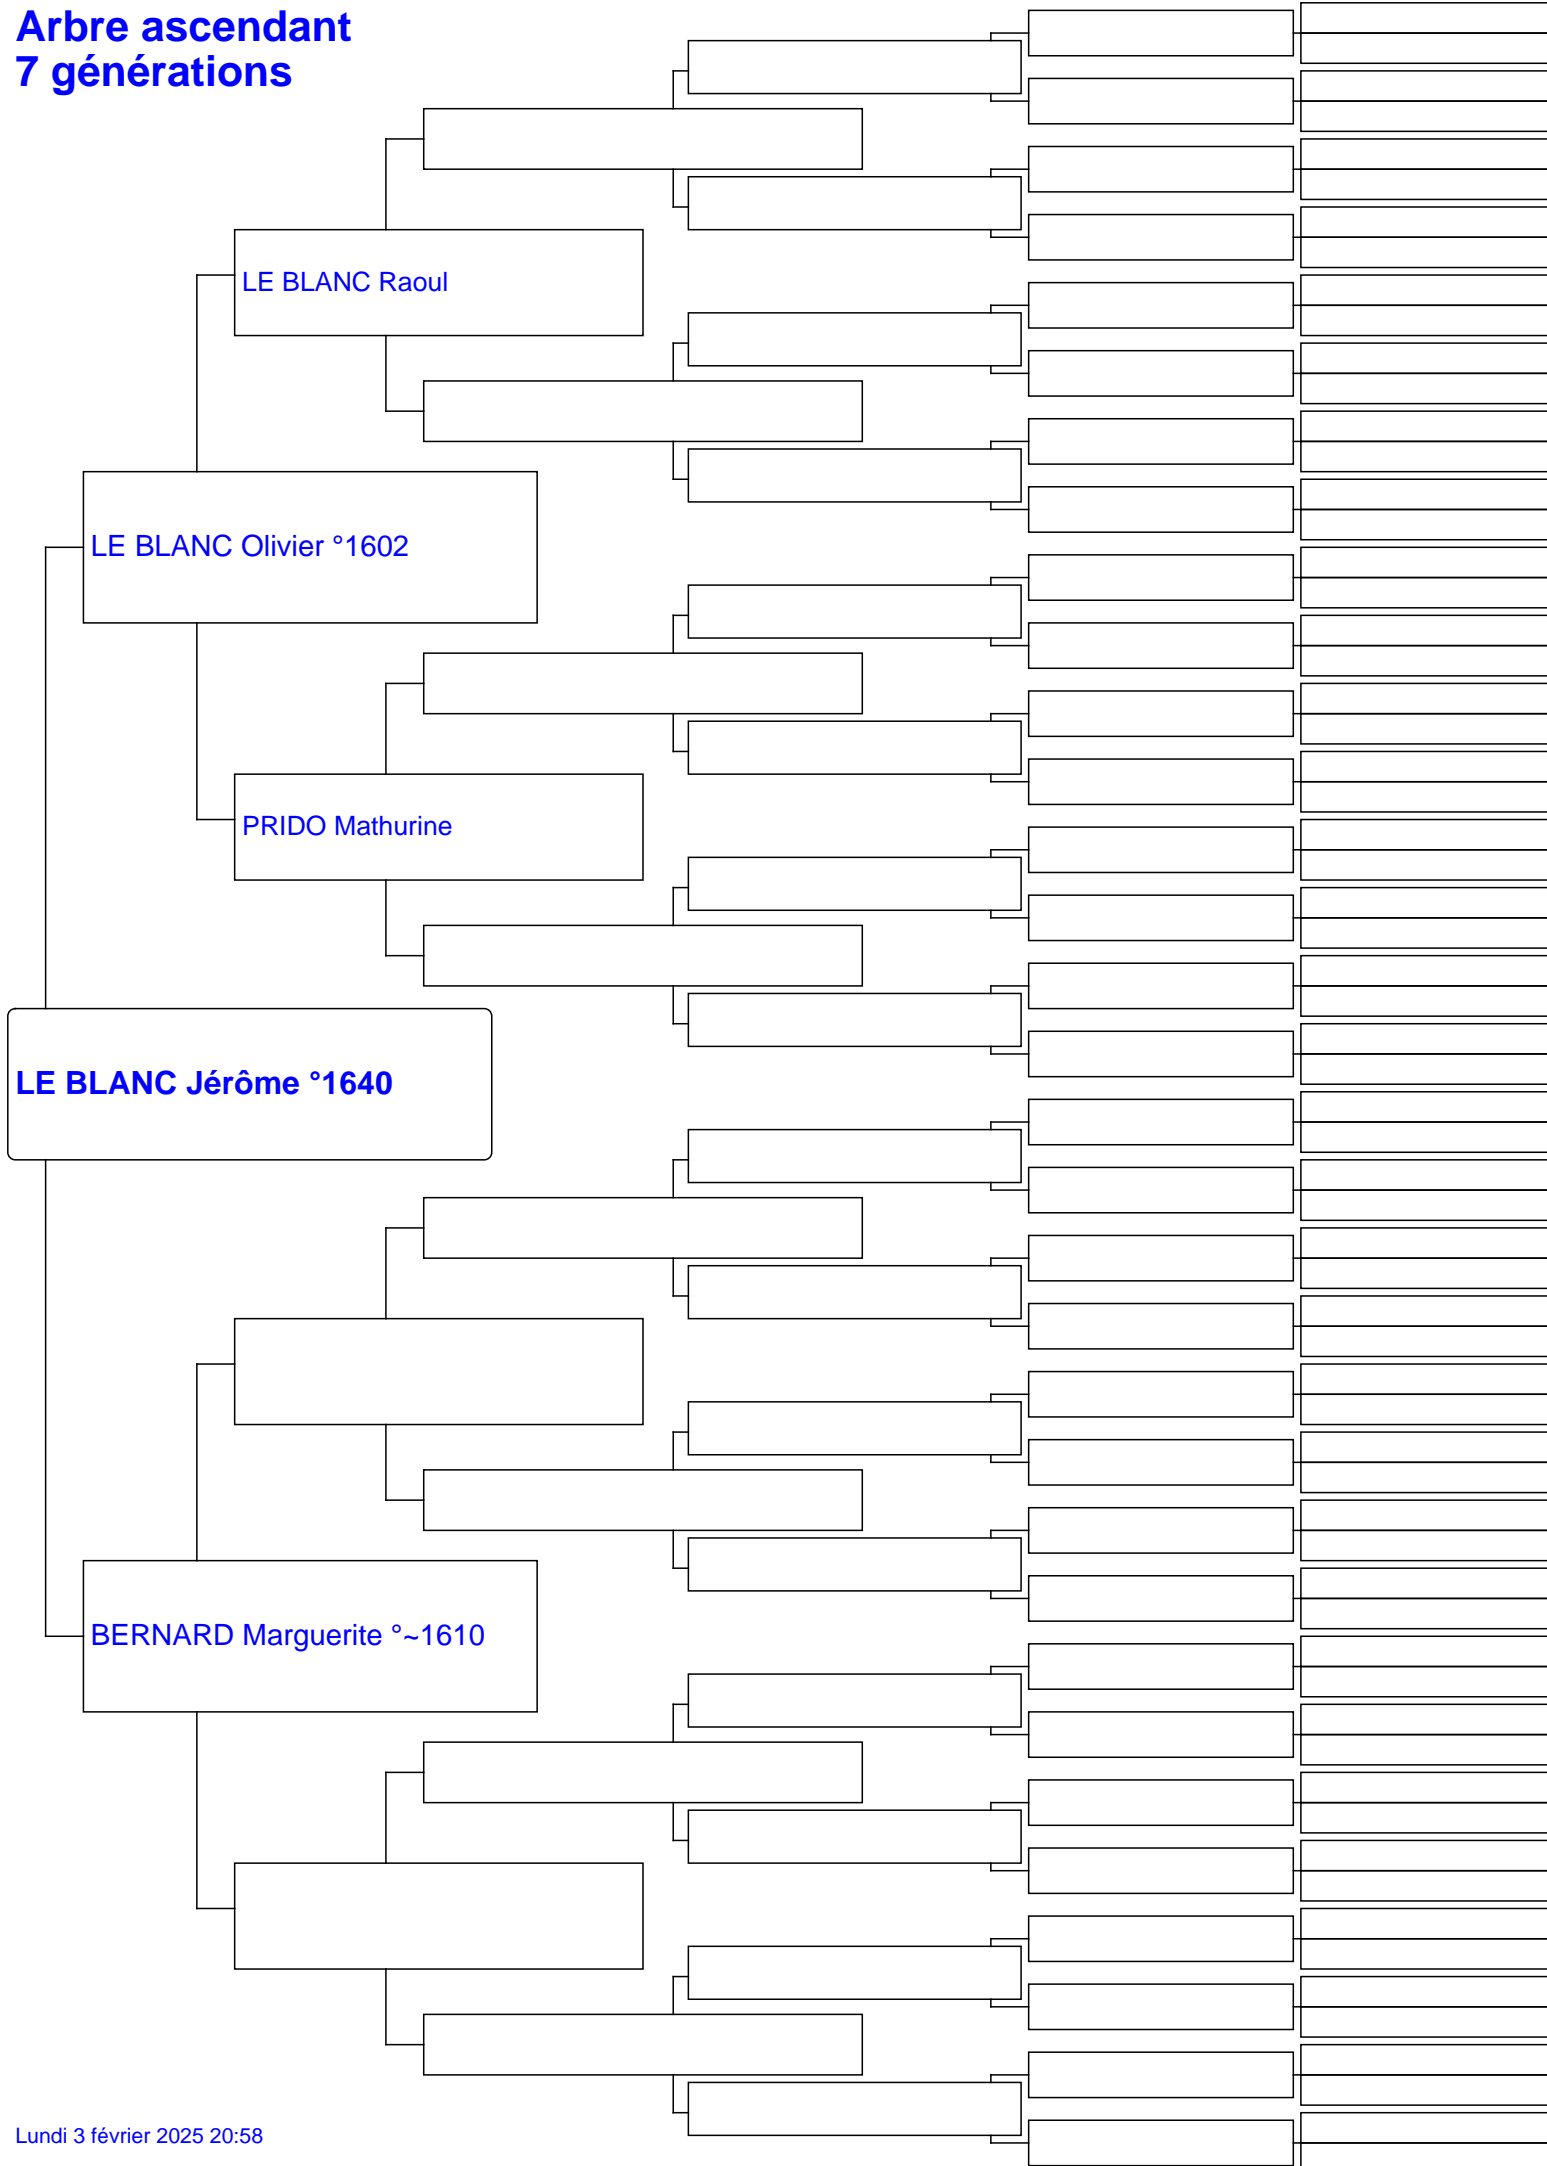 Arbre ascendant
7 générations
LE BLANC Raoul
LE BLANC Olivier °1602
PRIDO Mathurine
LE BLANC Jérôme °1640
BERNARD Marguerite °~1610
Lundi 3 février 2025 20:58